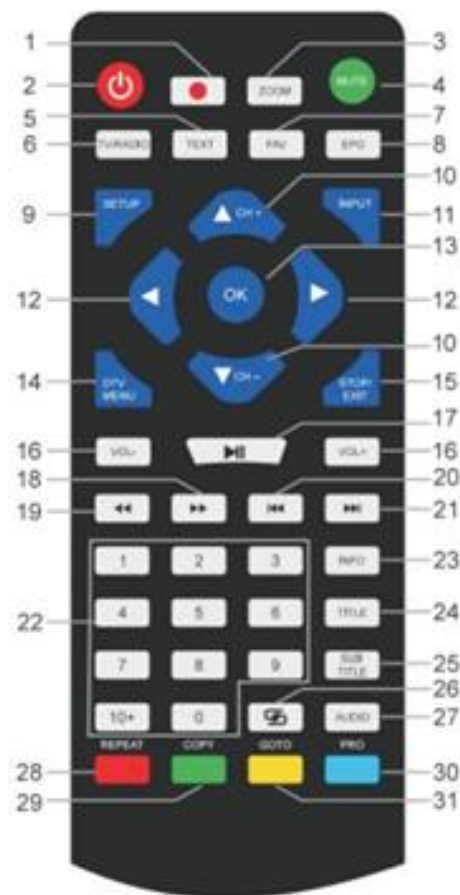 1
3
2
ZOOM
MUTE
4
5
7
6
TV/RADIO
TEXT
FAV
EPG
8
9
SETUP
CH +
10
INPUT
11
OK
13
12
12
10
14
DTV
MENU
CH −
STOP/
EXIT
15
17
16
VOL-
VOL+
16
18
20
19
21
1
2
3
INFO
23
22
4
5
6
TITLE
24
7
8
9
SUB
TITLE
25
26
10+
0
AUDIO
27
REPEAT
COPY
GOTO
PRO
28
30
29
31